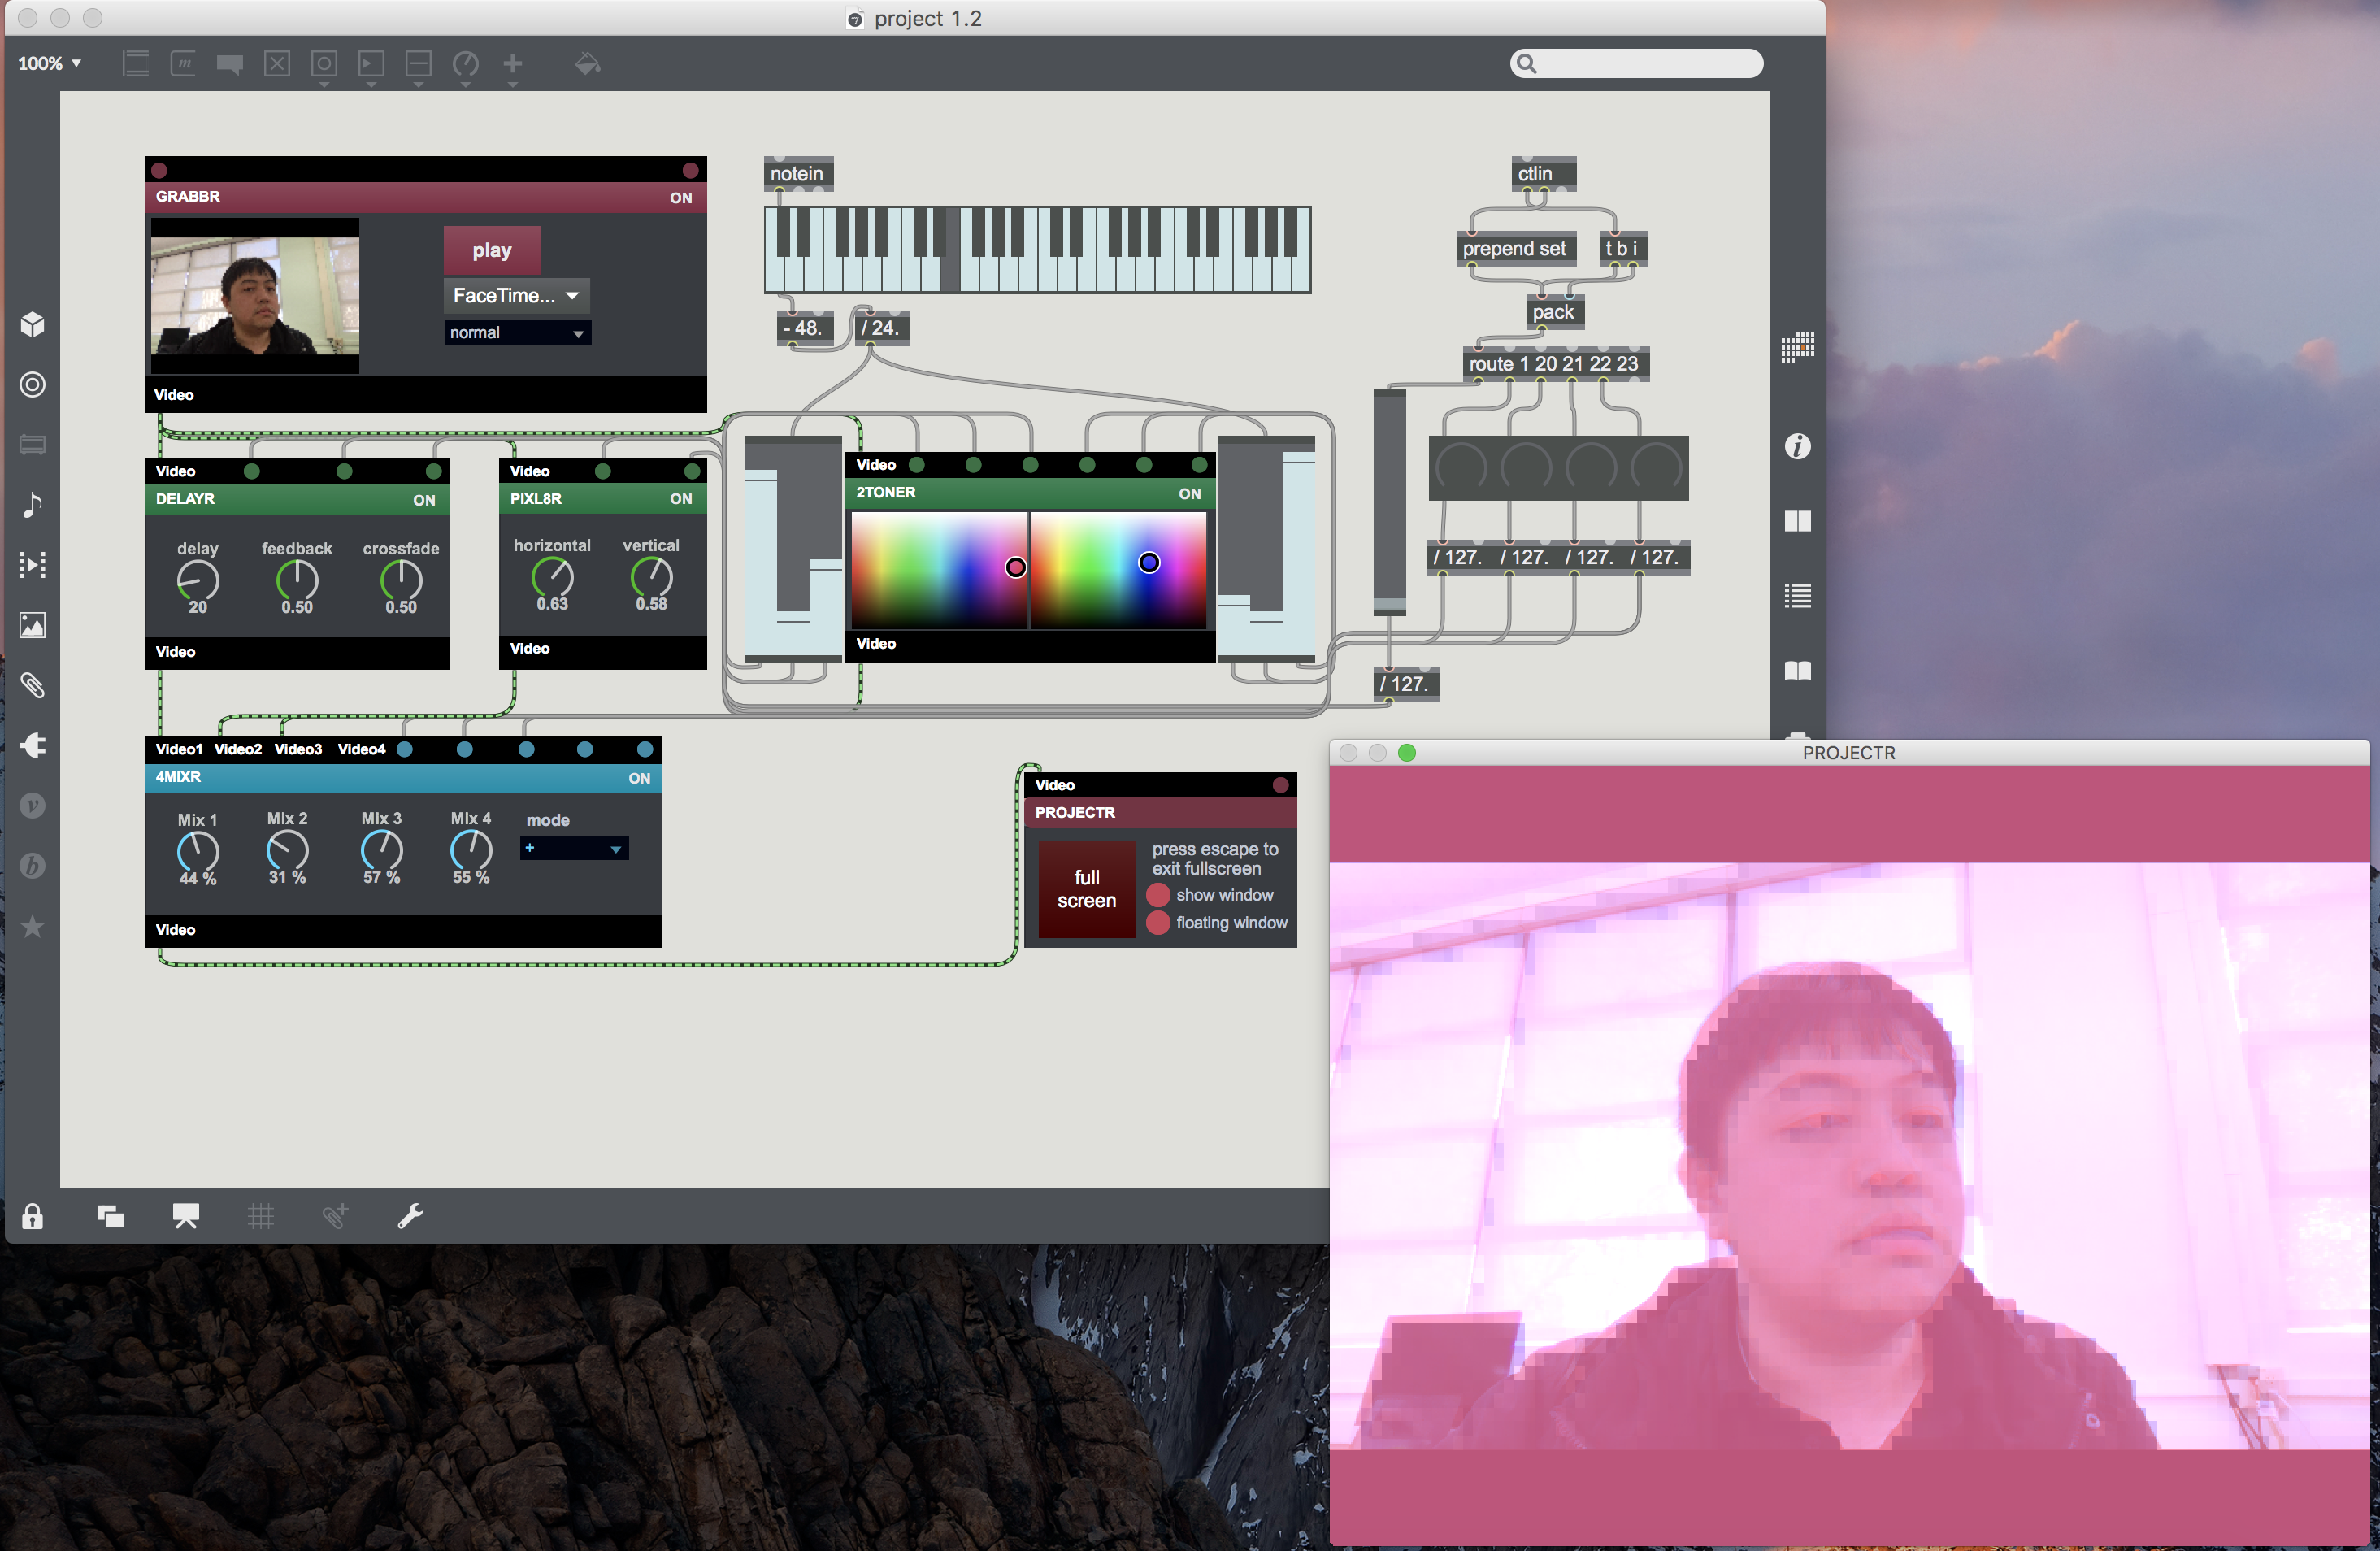 project 1.2
100%
m
GRABBR
ON
play
FaceTime...
normal
Video
notein
- 48.
/ 24.
ctlin
prepend set
t b i
pack
route 1 20 21 22 23
/ 127.
/ 127.
/ 127.
/ 127.
/ 127.
Video
DELAYR
ON
delay
feedback
crossfade
20
0.50
0.50
Video
Video
PIXL8R
ON
horizontal
vertical
0.63
0.58
Video
Video
2TONER
ON
Video
Video1 Video2 Video3 Video4
4MIXR
ON
Mix 1
Mix 2
Mix 3
Mix 4
mode
+
44 %
31 %
57 %
55 %
Video
Video
PROJECTR
full
screen
press escape to
exit fullscreen
show window
floating window
PROJECTR
i
v
b